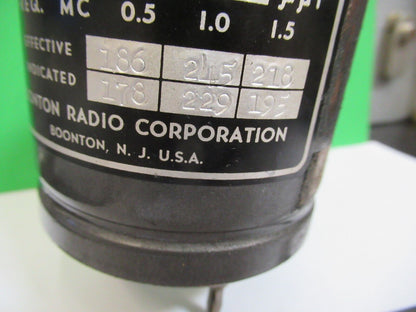 EQ. MC 0.5 1.0 1.5
EFFECTIVE 186 245 218
NDICATED 178 229 195
NTON RADIO CORPORATION
BOONTON, N. J. U.S.A.